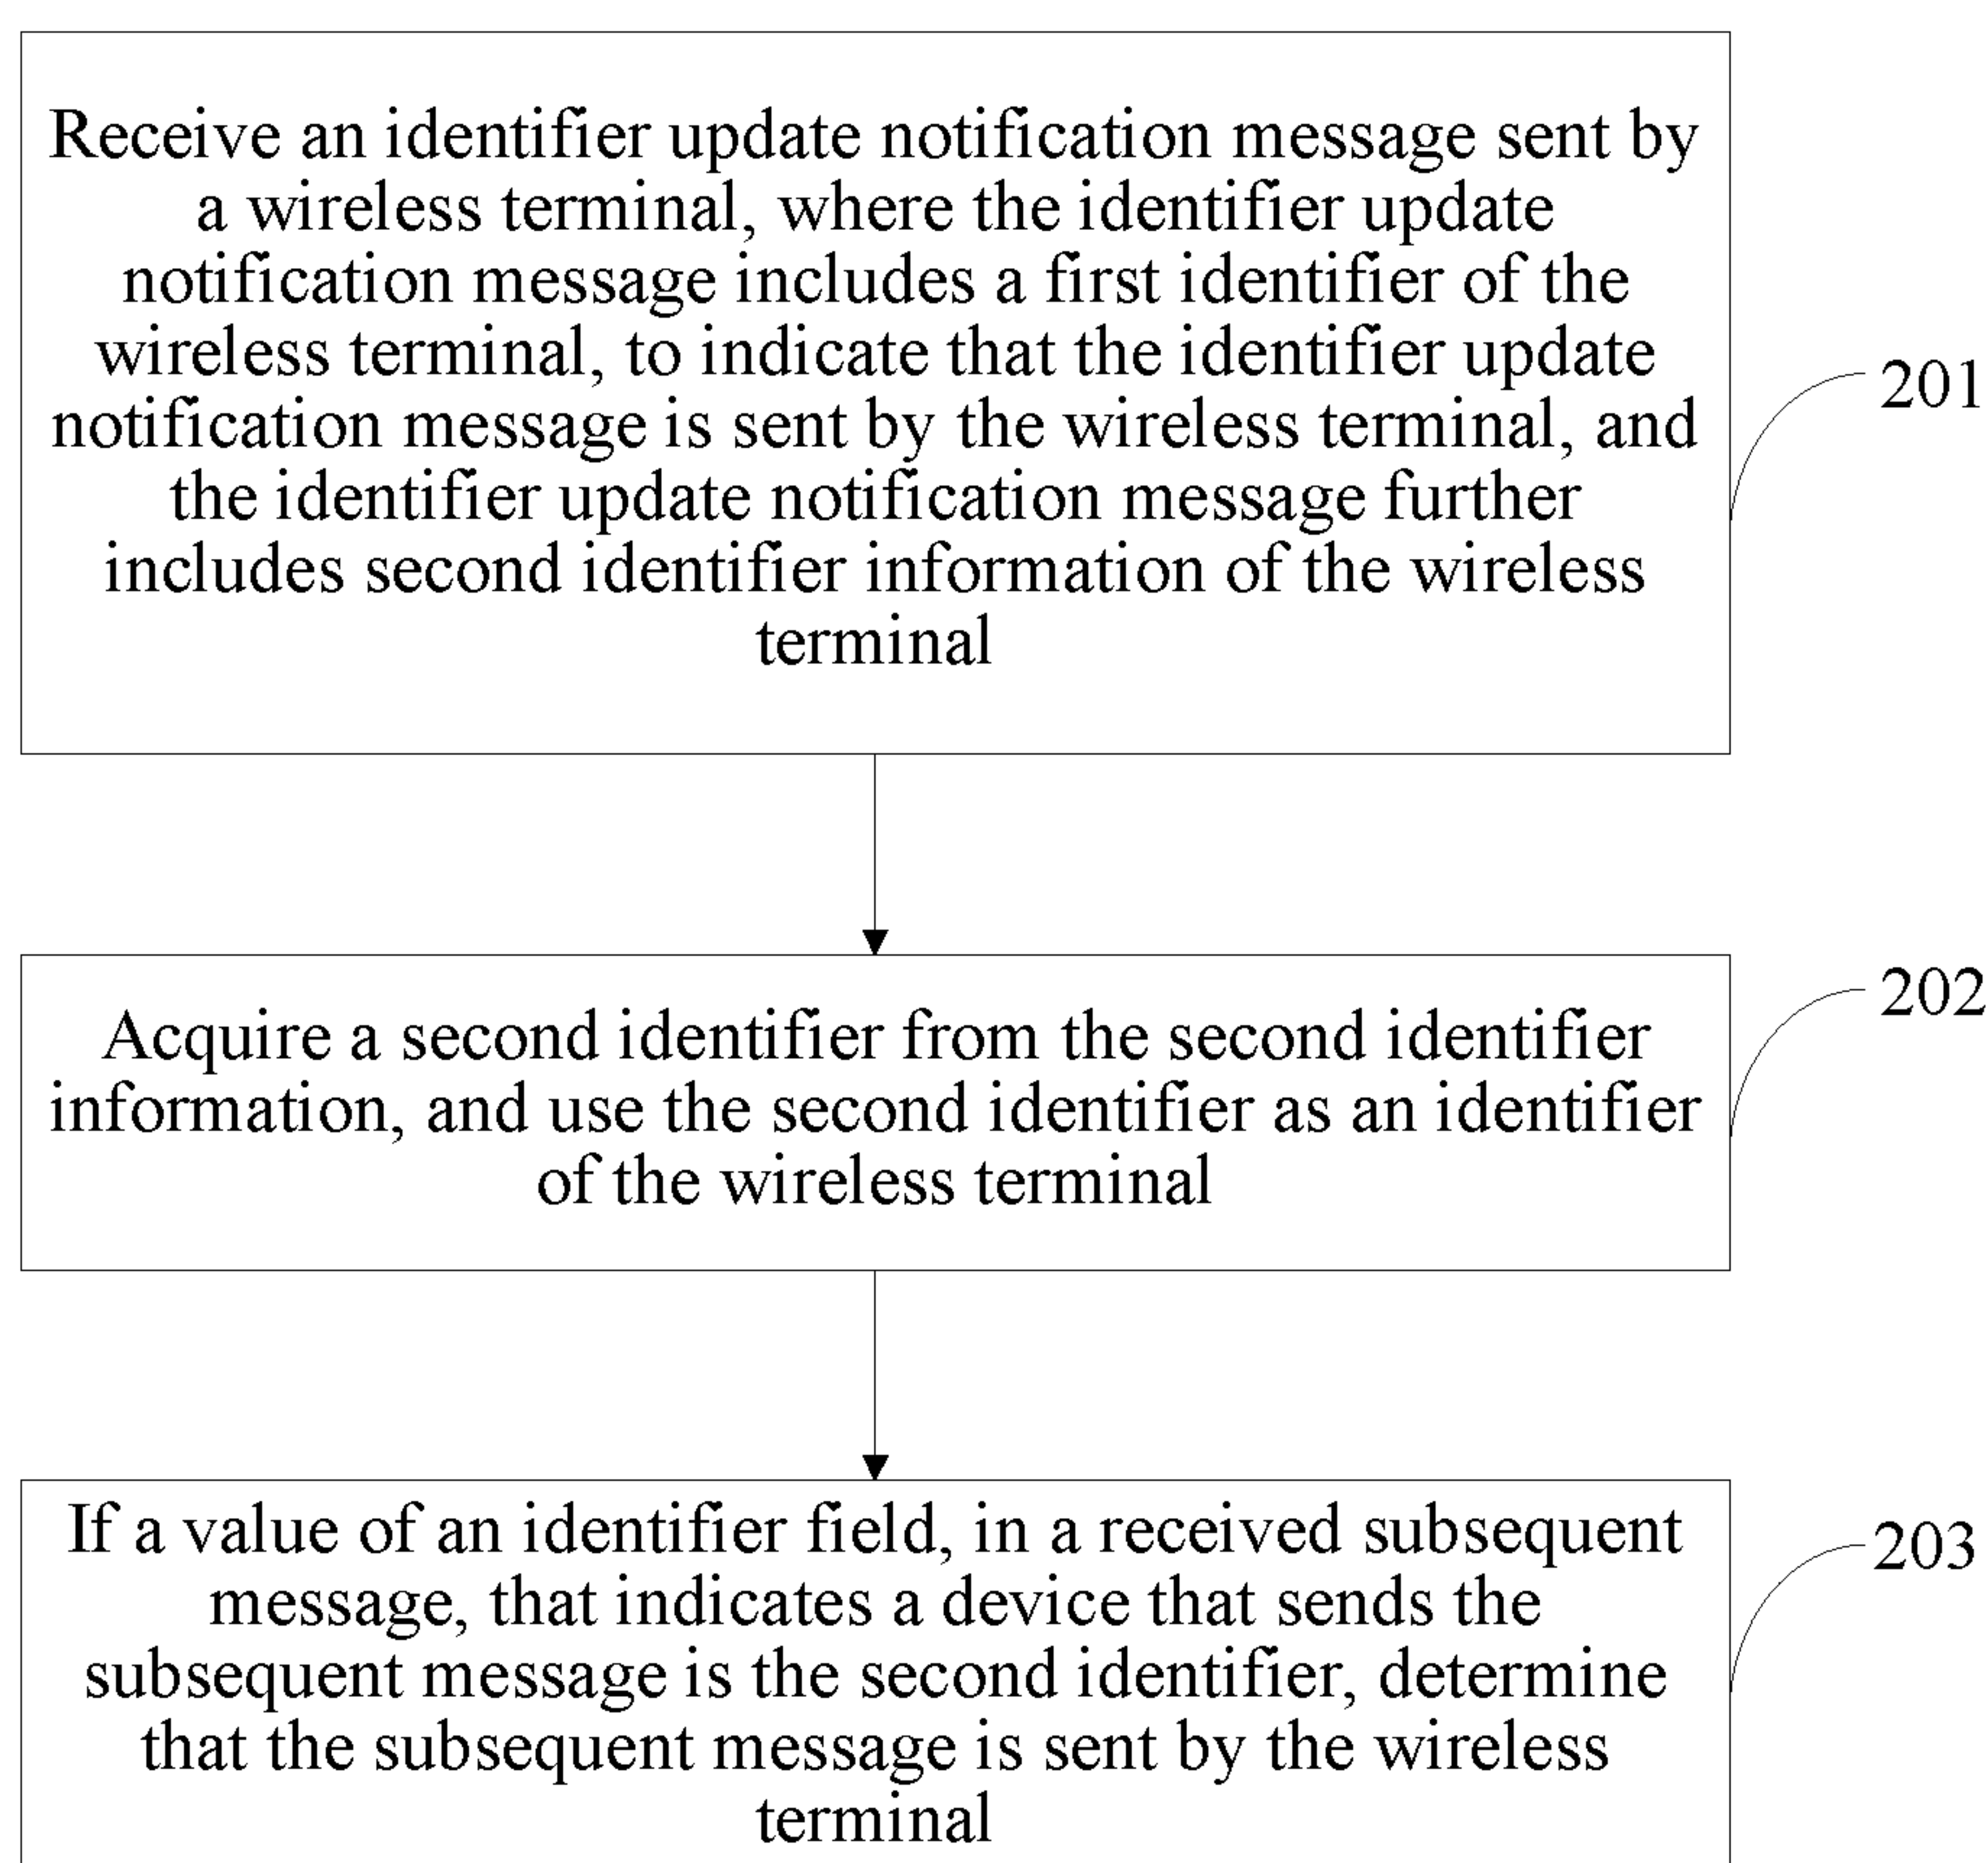 Receive an identifier update notification message sent by
a wireless terminal, where the identifier update
notification message includes a first identifier of the
wireless terminal, to indicate that the identifier update
notification message is sent by the wireless terminal, and
the identifier update notification message further
includes second identifier information of the wireless
terminal
201
Acquire a second identifier from the second identifier
information, and use the second identifier as an identifier
of the wireless terminal
202
If a value of an identifier field, in a received subsequent
message, that indicates a device that sends the
subsequent message is the second identifier, determine
that the subsequent message is sent by the wireless
terminal
203